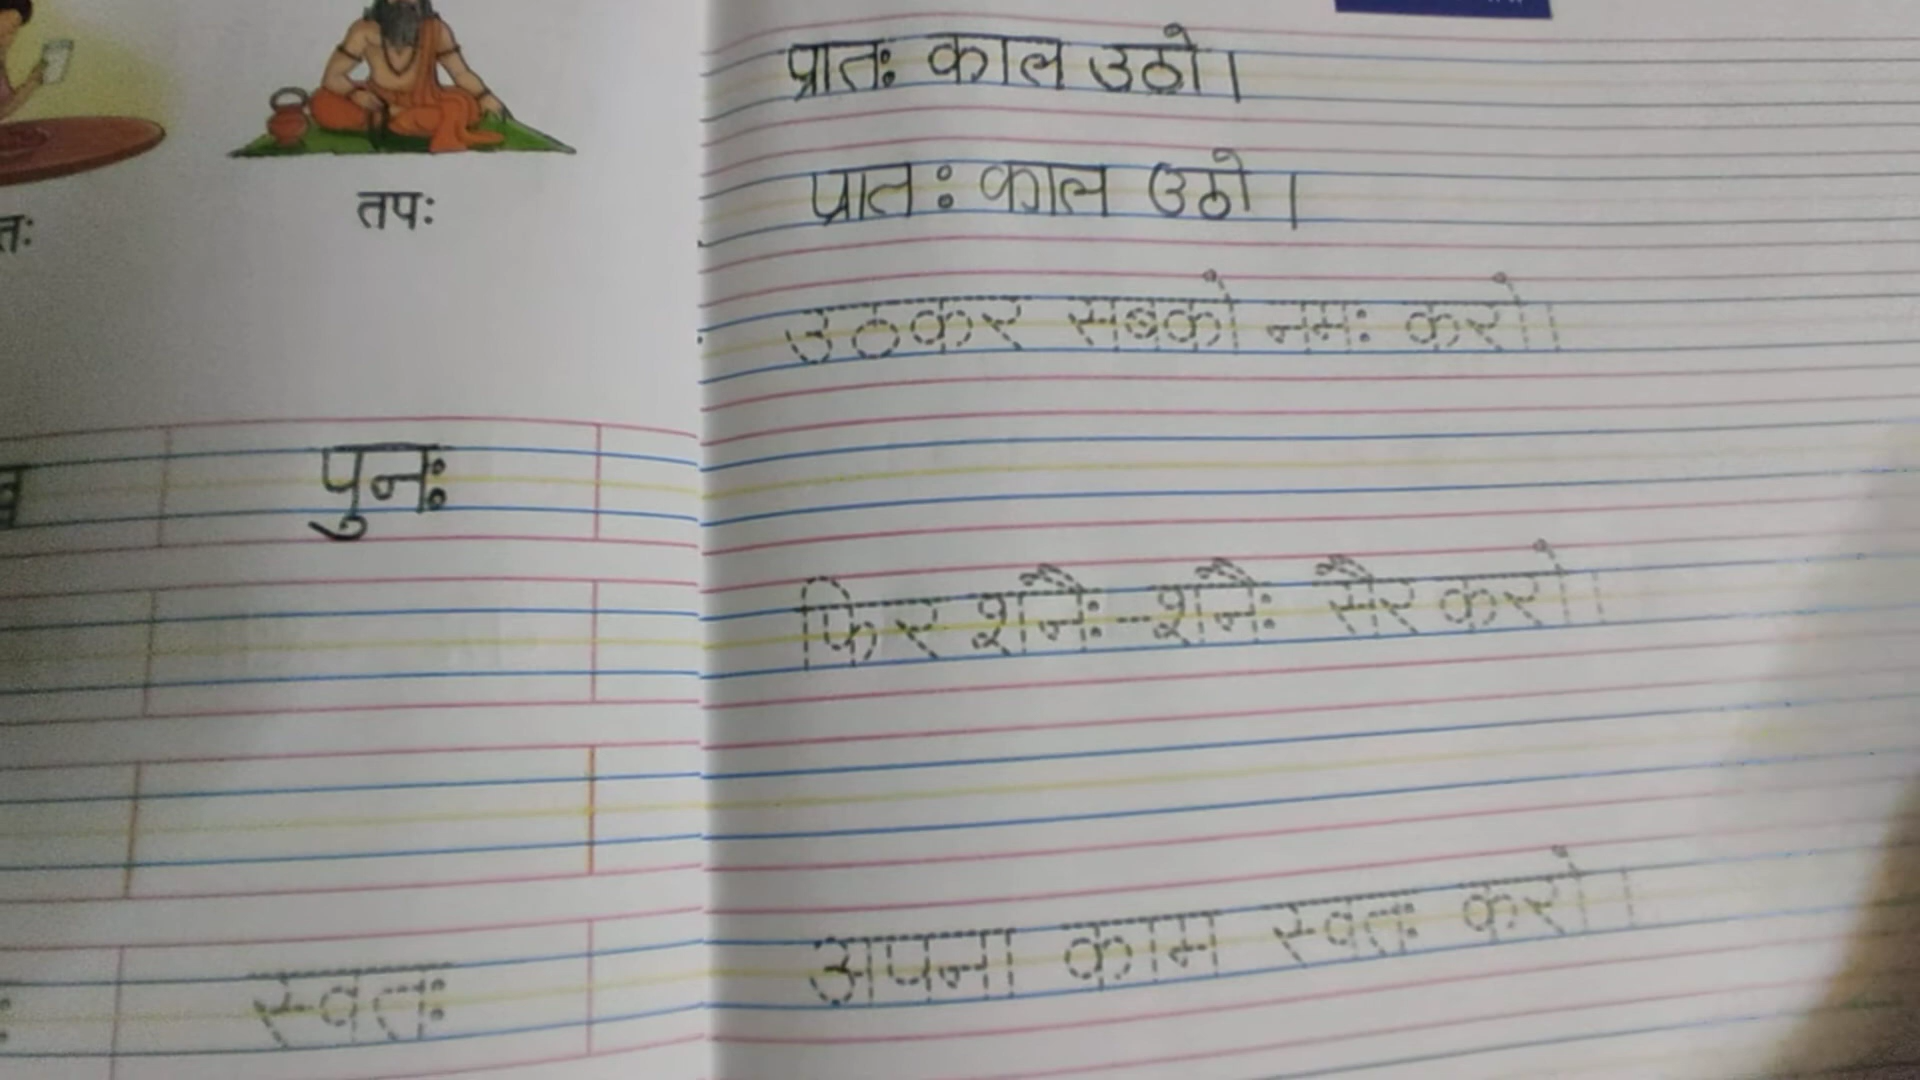 तपः
पुनः
स्वतः
प्रातः काल उठो।
प्रातः काल उठो।
उठकर सबको नमः करो।
फिर शनैः-शनैः सैर करो।
अपना काम स्वतः करो।